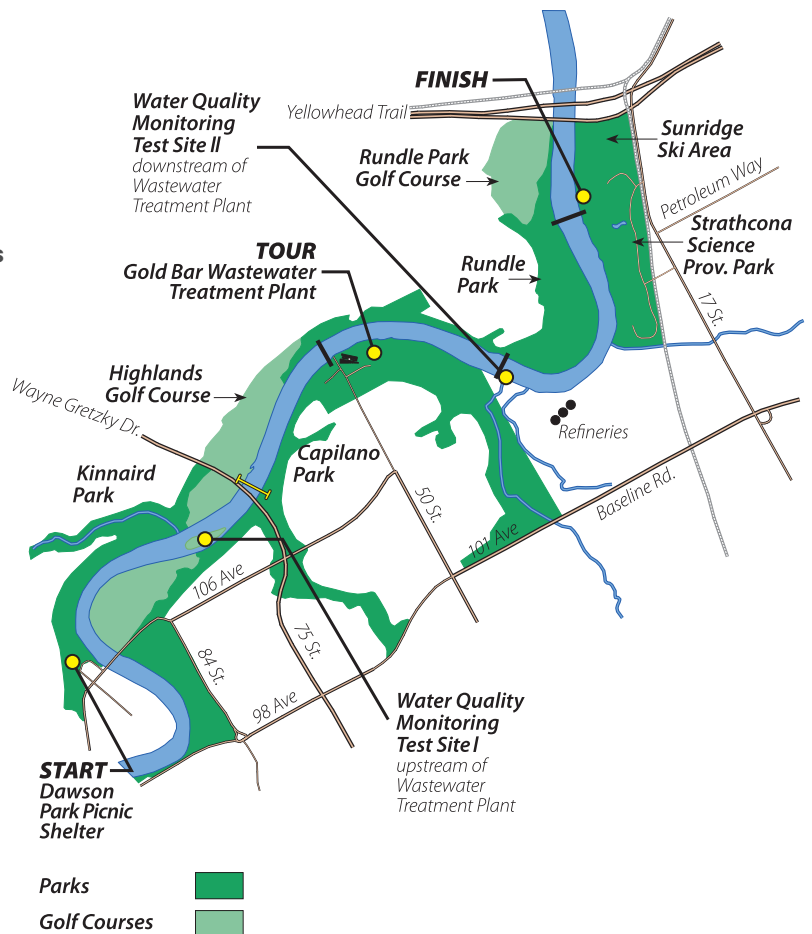 FINISH
Water Quality
Monitoring
Test Site II
downstream of
Wastewater
Treatment Plant
Yellowhead Trail
Sunridge
Ski Area
Rundle Park
Golf Course
Petroleum Way
Strathcona
Science
Prov. Park
s
TOUR
Gold Bar Wastewater
Treatment Plant
Rundle
Park
17 St.
Highlands
Golf Course
Wayne Gretzky Dr.
Refineries
Capilano
Park
Kinnaird
Park
50 St.
Baseline Rd.
101 Ave
106 Ave
75 St.
84 St.
98 Ave
Water Quality
Monitoring
Test Site I
upstream of
Wastewater
Treatment Plant
START
Dawson
Park Picnic
Shelter
Parks
Golf Courses